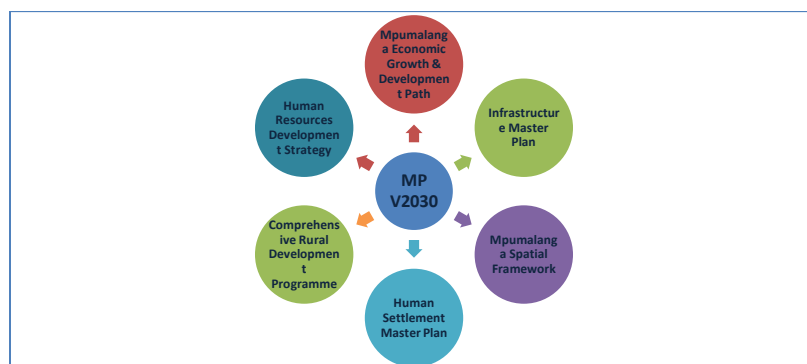 Mpumalang
a Economic
Growth &
Developmen
t Path
Infrastructur
e Master
Plan
Mpumalang
a Spatial
Framework
Human
Settlement
Master Plan
Comprehens
ive Rural
Developmen
t
Programme
Human
Resources
Developmen
t Strategy
MP
V2030